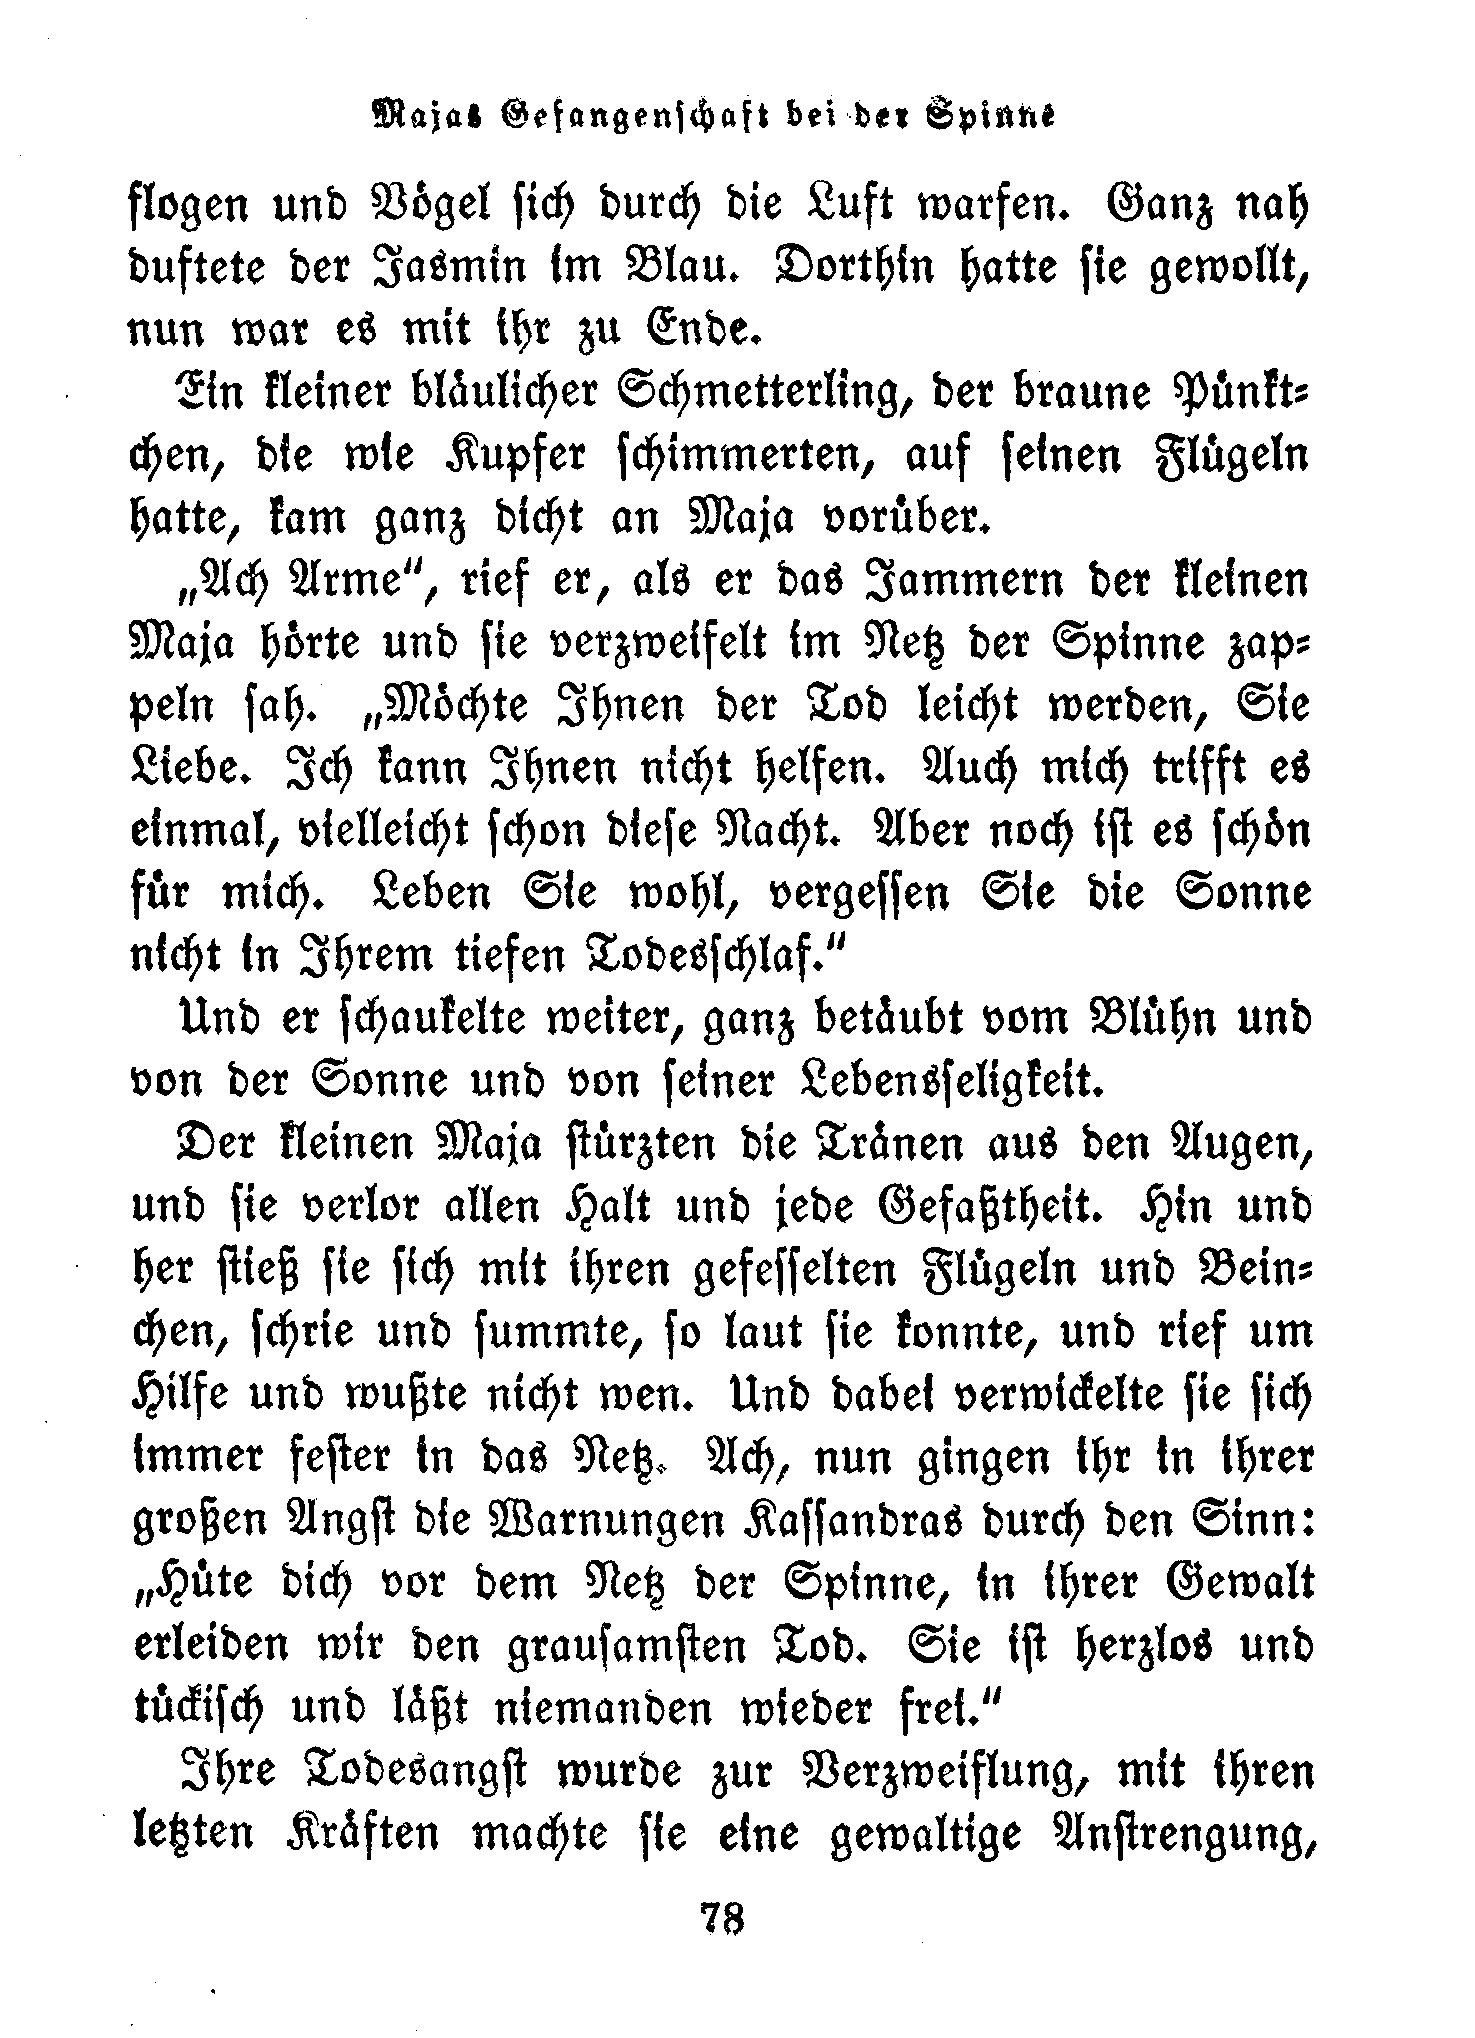 Majas Gefangenschaft bei der Spinne
flogen und Vögel sich durch die Luft warfen. Ganz nah
duftete der Jasmin im Blau. Dorthin hatte sie gewollt,
nun war es mit ihr zu Ende.
Ein kleiner bläulicher Schmetterling, der braune Pünkt-
chen, die wie Kupfer schimmerten, auf seinen Flügeln
hatte, kam ganz dicht an Maja vorüber.
„Ach Arme“, rief er, als er das Jammern der kleinen
Maja hörte und sie verzweifelt im Netz der Spinne zap-
peln sah. „Möchte Ihnen der Tod leicht werden, Sie
Liebe. Ich kann Ihnen nicht helfen. Auch mich trifft es
einmal, vielleicht schon diese Nacht. Aber noch ist es schön
für mich. Leben Sie wohl, vergessen Sie die Sonne
nicht in Ihrem tiefen Todesschlaf.“
Und er schaukelte weiter, ganz betäubt vom Blühn und
von der Sonne und von seiner Lebensseligkeit.
Der kleinen Maja stürzten die Tränen aus den Augen,
und sie verlor allen Halt und jede Gefaßtheit. Hin und
her stieß sie sich mit ihren gefesselten Flügeln und Bein-
chen, schrie und summte, so laut sie konnte, und rief um
Hilfe und wußte nicht wen. Und dabei verwickelte sie sich
immer fester in das Netz. Ach, nun gingen ihr in ihrer
großen Angst die Warnungen Kassandras durch den Sinn:
„Hüte dich vor dem Netz der Spinne, in ihrer Gewalt
erleiden wir den grausamsten Tod. Sie ist herzlos und
tückisch und läßt niemanden wieder frei.“
Ihre Todesangst wurde zur Verzweiflung, mit ihren
letzten Kräften machte sie eine gewaltige Anstrengung,
78